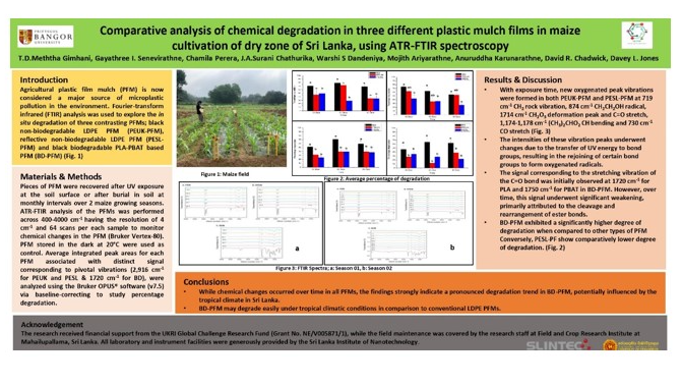 PRIFYSGOL
BANGOR
UNIVERSITY
Comparative analysis of chemical degradation in three different plastic mulch films in maize
cultivation of dry zone of Sri Lanka, using ATR-FTIR spectroscopy
T.D.Meththa Gimhani, Gayathree I. Senevirathne, Chamila Perera, J.A.Surani Chathurika, Warshi S Dandeniya, Mojith Ariyarathne, Anuruddha Karunarathne, David R. Chadwick, Davey L. Jones
Introduction
Agricultural plastic film mulch (PFM) is now
considered a major source of microplastic
pollution in the environment. Fourier-transform
infrared (FTIR) analysis was used to explore the in
situ degradation of three contrasting PFMs; black
non-biodegradable LDPE PFM (PEUK-PFM),
reflective non-biodegradable LDPE PFM (PESL-
PFM) and black biodegradable PLA-PBAT based
PFM (BD-PFM) (Fig. 1)
Materials & Methods
Pieces of PFM were recovered after UV exposure
at the soil surface or after burial in soil at
monthly intervals over 2 maize growing seasons.
ATR-FTIR analysis of the PFMs was performed
across 400-4000 cm⁻¹ having the resolution of 4
cm⁻¹ and 64 scans per each sample to monitor
chemical changes in the PFM (Bruker Vertex-80).
PFM stored in the dark at 20°C were used as
control. Average integrated peak areas for each
PFM associated with distinct signal
corresponding to pivotal vibrations (2,916 cm⁻¹
for PEUK and PESL & 1720 cm⁻¹ for BD), were
analyzed using the Bruker OPUS® software (v7.5)
via baseline-correcting to study percentage
degradation.
Figure 1: Maize field
Figure 2. Average percentage of degradation
a
b
Figure 3: FTIR Spectra; a: Season 01, b: Season 02
Results & Discussion
• With exposure time, new oxygenated peak vibrations
were formed in both PEUK-PFM and PESL-PFM at 719
rock vibration, 874 cm⁻¹
radical,
1714 cm⁻¹
deformation peak and C=O stretch,
1,174-1,178 cm⁻¹
bending and 730 cm⁻¹
CO stretch (Fig. 3)
• The intensities of these vibration peaks underwent
changes due to the transfer of UV energy to bond
groups, resulting in the rejoining of certain bond
groups to form oxygenated radicals.
• The signal corresponding to the stretching vibration of
the C=O bond was initially observed at 1720 cm⁻¹ for
PLA and 1750 cm⁻¹ for PBAT in BD-PFM. However, over
time, this signal underwent significant weakening,
primarily attributed to the cleavage and
rearrangement of ester bonds.
• BD-PFM exhibited a significantly higher degree of
degradation when compared to other types of PFM
Conversely, PESL-PF show comparatively lower degree
of degradation. (Fig. 2)
Conclusions
• While chemical changes occurred over time in all PFMs, the findings strongly indicate a pronounced degradation trend in BD-PFM, potentially influenced by the
tropical climate in Sri Lanka.
• BD-PFM may degrade easily under tropical climatic conditions in comparison to conventional LDPE PFMs.
Acknowledgement
The research received financial support from the UKRI Global Challenge Research Fund (Grant No. NE/V005871/1), while the field maintenance was covered by the research staff at Field and Crop Research Institute at
Mahailupallama, Sri Lanka. All laboratory and instrument facilities were generously provided by the Sri Lanka Institute of Nanotechnology.
SLINTEC